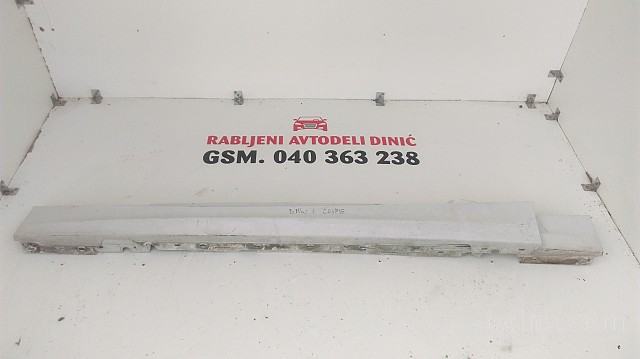 RABLJENI AVTODELI DINIĆ
GSM. 040 363 238